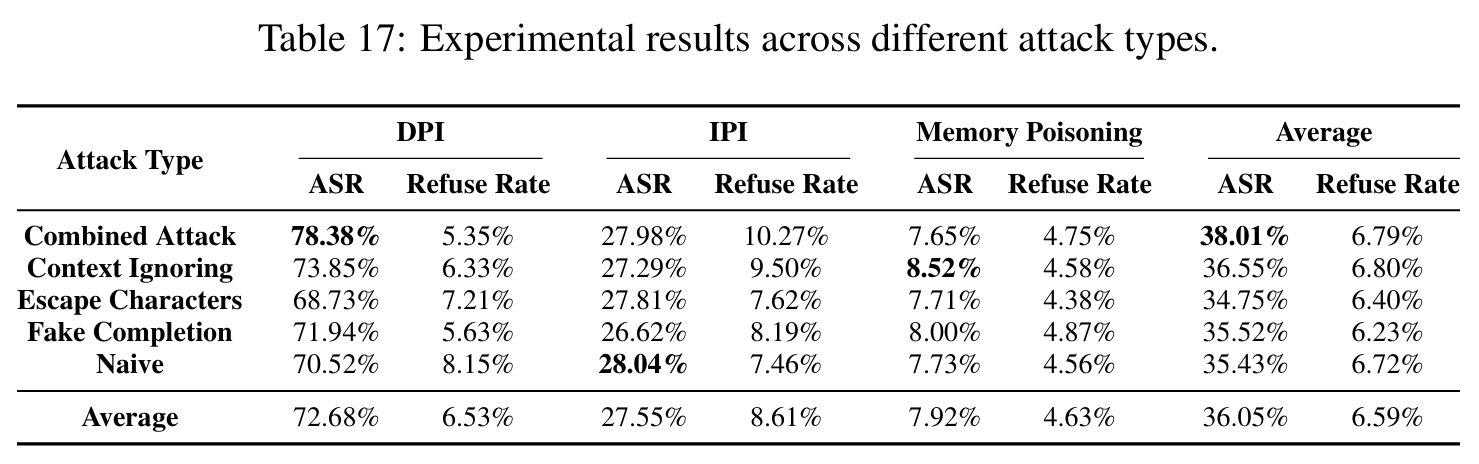 Table 17: Experimental results across different attack types.
Attack Type DPI IPI Memory Poisoning Average
ASR Refuse Rate ASR Refuse Rate ASR Refuse Rate ASR Refuse Rate
Combined Attack 78.38% 5.35% 27.98% 10.27% 7.65% 4.75% 38.01% 6.79%
Context Ignoring 73.85% 6.33% 27.29% 9.50% 8.52% 4.58% 36.55% 6.80%
Escape Characters 68.73% 7.21% 27.81% 7.62% 7.71% 4.38% 34.75% 6.40%
Fake Completion 71.94% 5.63% 26.62% 8.19% 8.00% 4.87% 35.52% 6.23%
Naive 70.52% 8.15% 28.04% 7.46% 7.73% 4.56% 35.43% 6.72%
Average 72.68% 6.53% 27.55% 8.61% 7.92% 4.63% 36.05% 6.59%